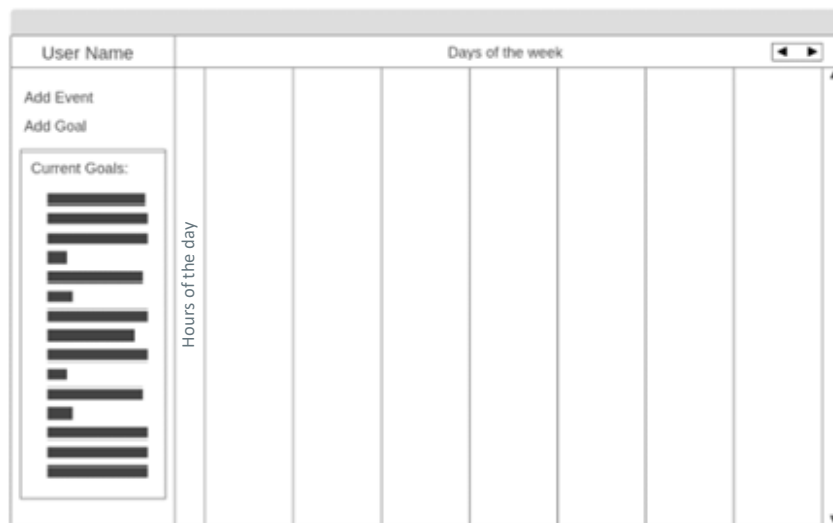 User Name
Days of the week
Add Event
Add Goal
Current Goals:
Hours of the day